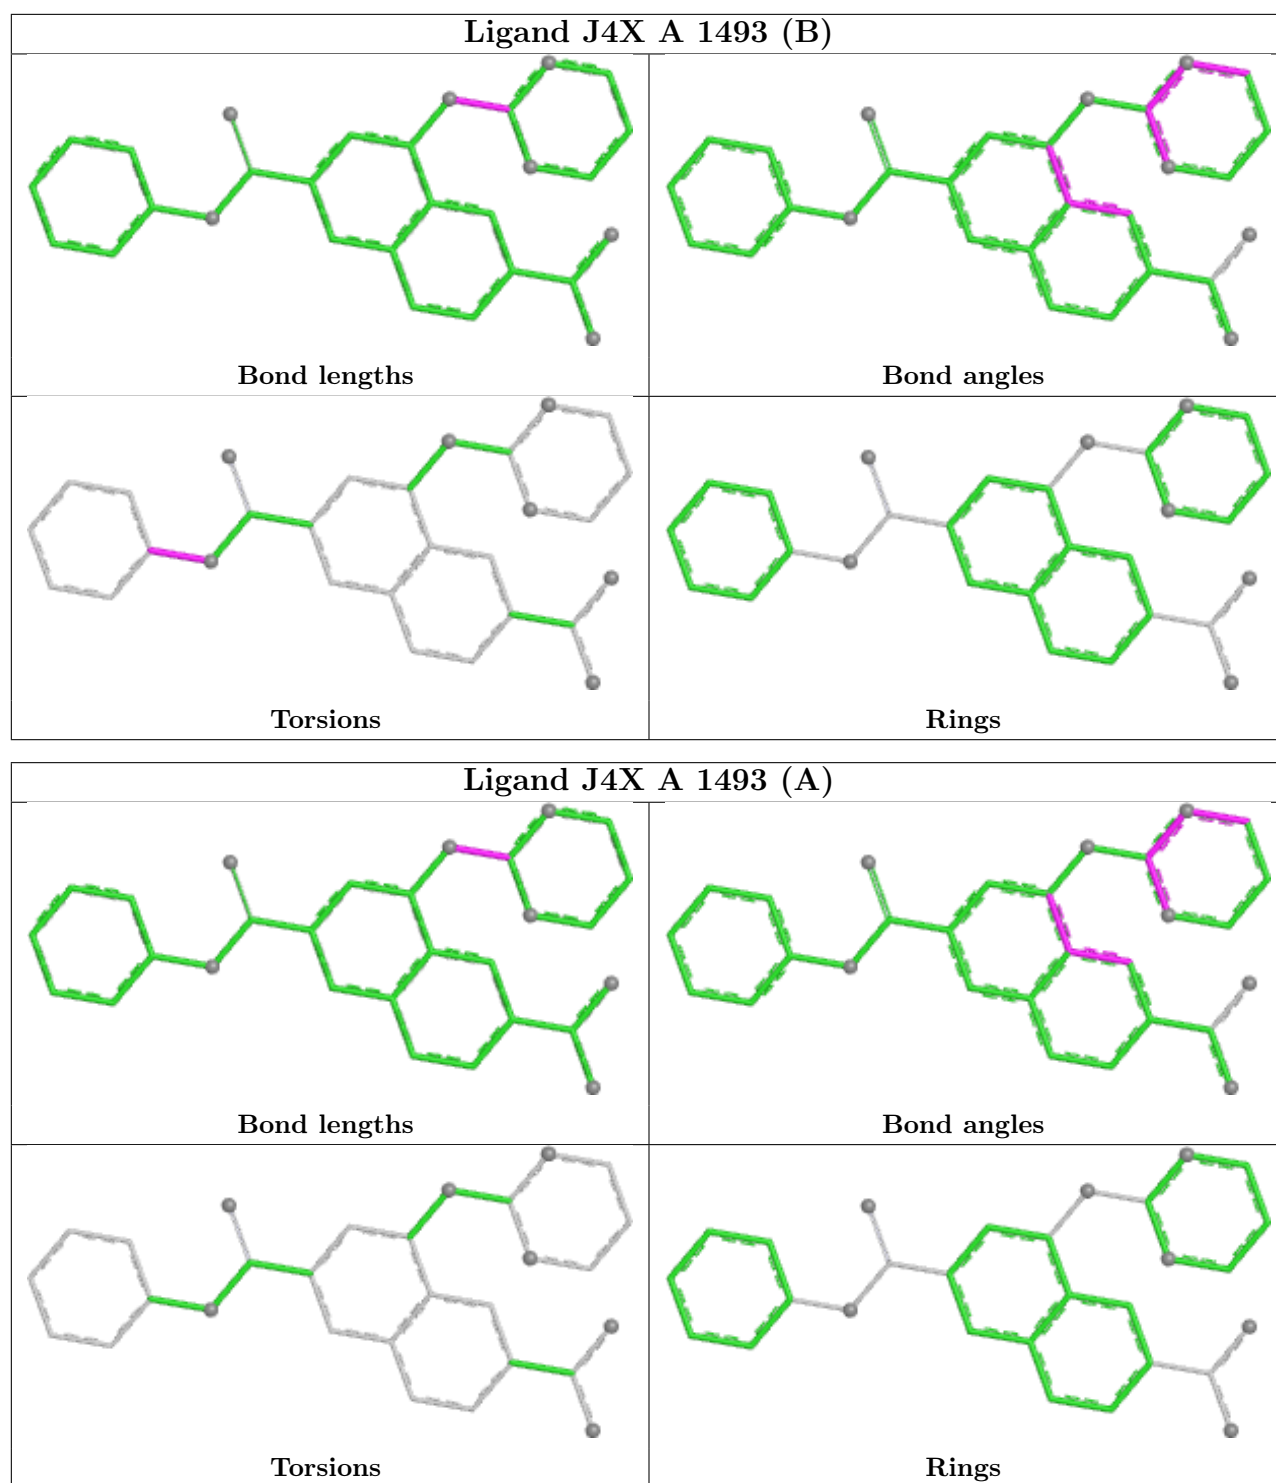 Ligand J4X A 1493 (B)
Bond lengths
Bond angles
Torsions
Rings
Ligand J4X A 1493 (A)
Bond lengths
Bond angles
Torsions
Rings